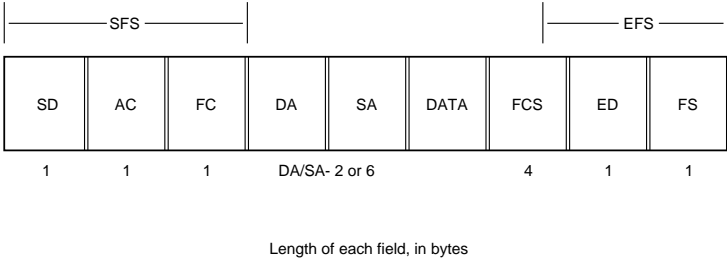 SFS EFS
SD AC FC DA SA DATA FCS ED FS
1 1 1 DA/SA- 2 or 6 4 1 1
Length of each field, in bytes